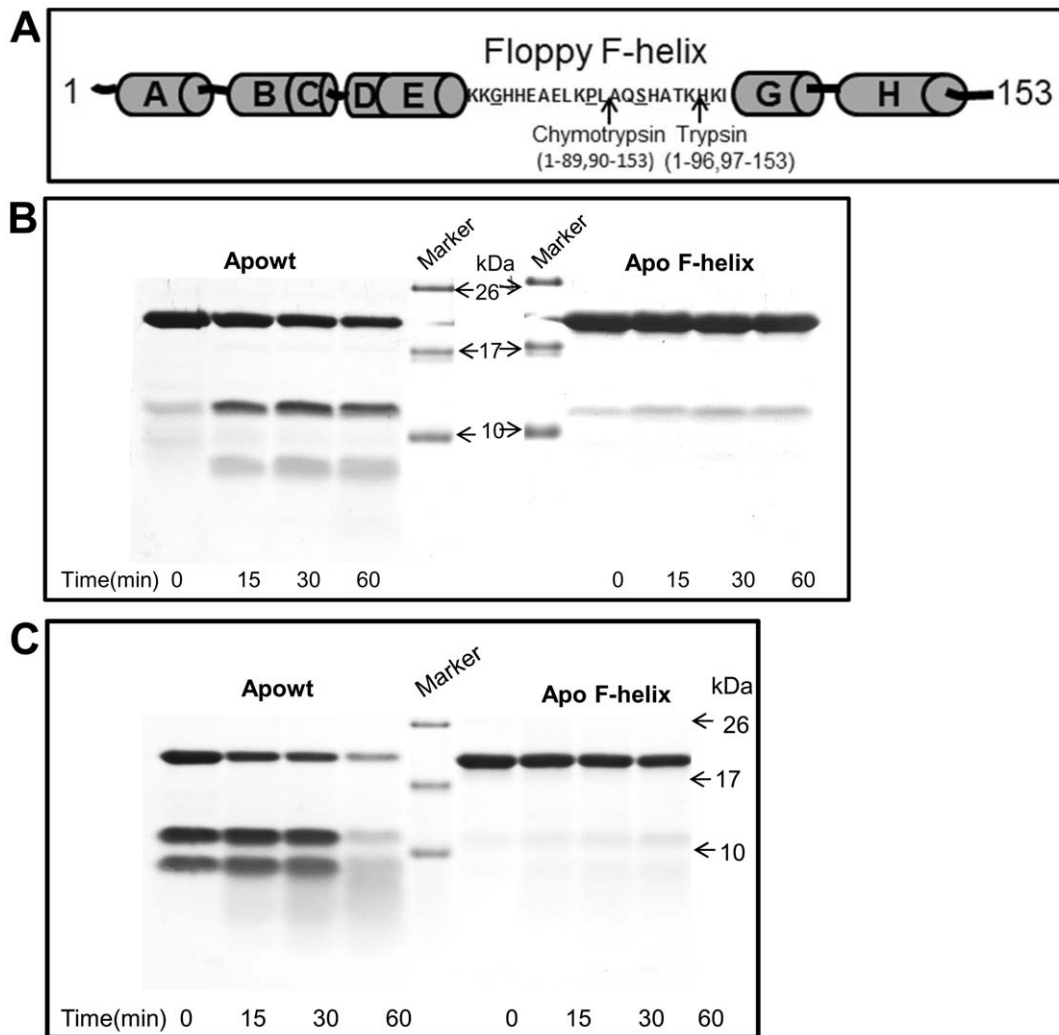 A
Floppy F-helix
1 A B C D E KKGHHEAELKPLAQSHATKHKI G H 153
Chymotrypsin Trypsin
(1-89,90-153) (1-96,97-153)
B
Apowt Marker kDa Marker Apo F-helix
26
17
10
Time(min) 0 15 30 60 0 15 30 60
C
Apowt Marker Apo F-helix kDa
26
17
10
Time(min) 0 15 30 60 0 15 30 60